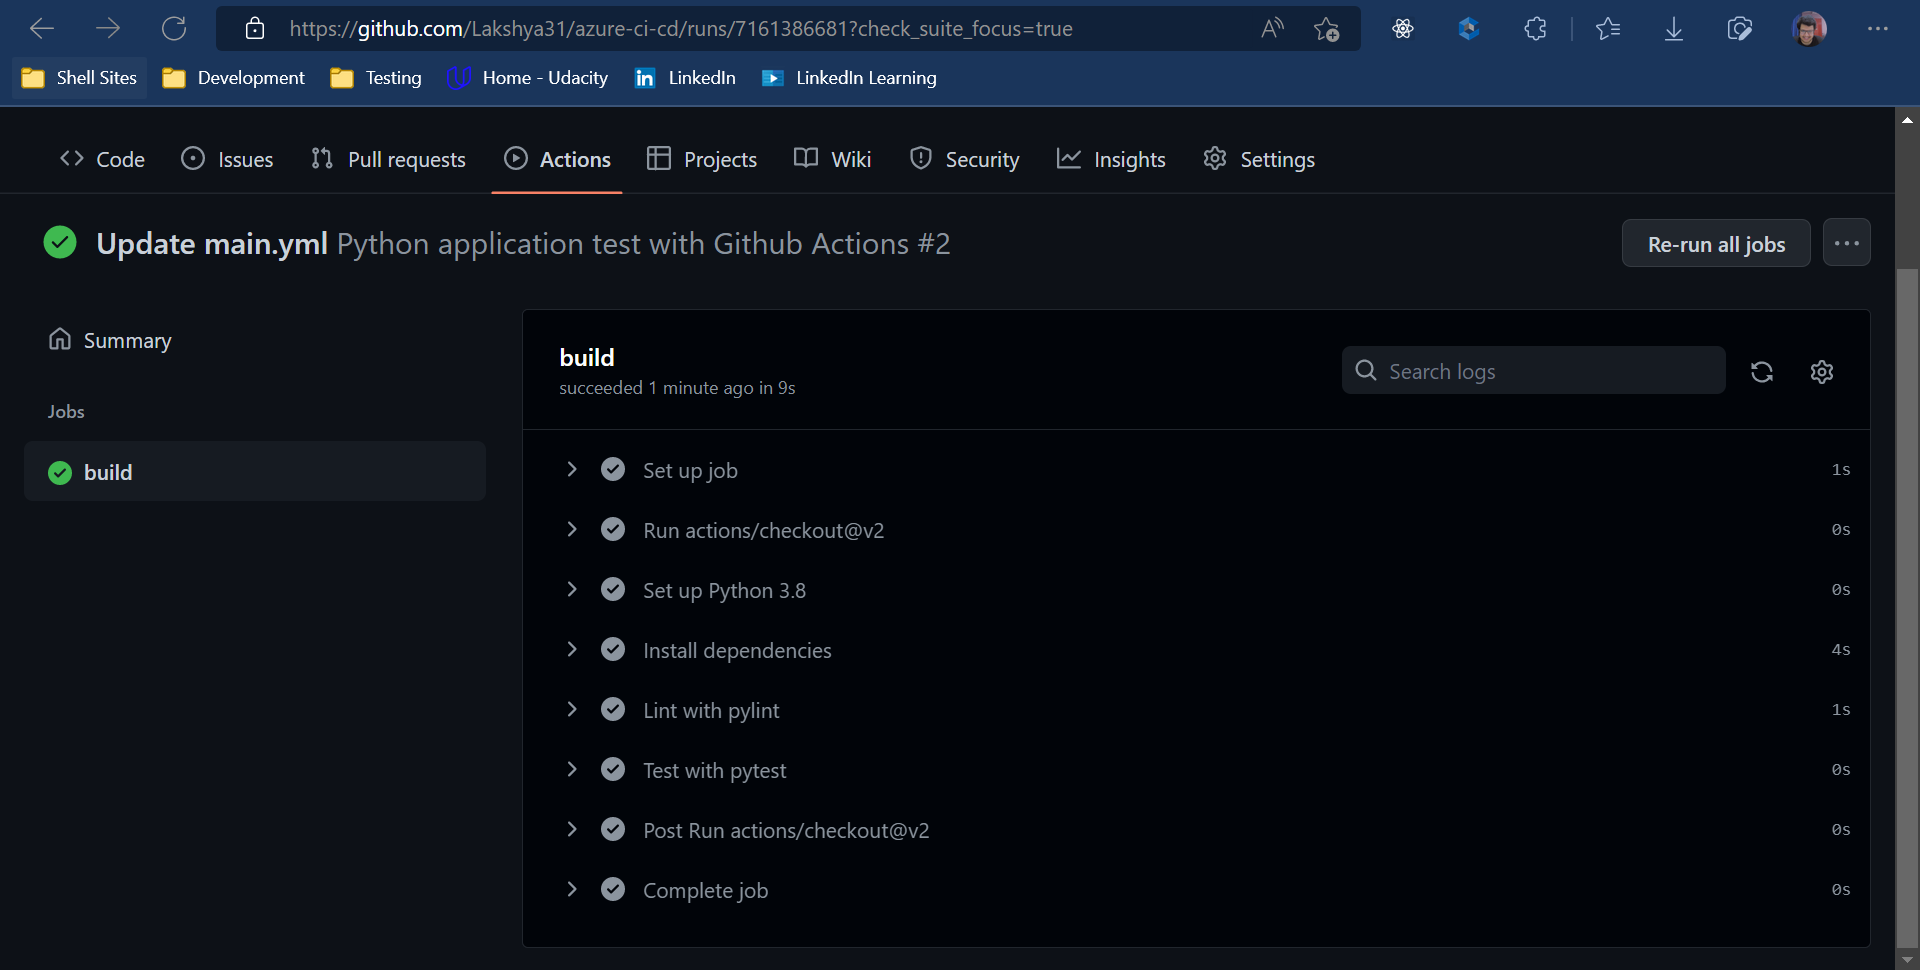 https://github.com/Lakshya31/azure-ci-cd/runs/7161386681?check_suite_focus=true
Shell Sites Development Testing Home - Udacity LinkedIn LinkedIn Learning
Code Issues Pull requests Actions Projects Wiki Security Insights Settings
Update main.yml Python application test with Github Actions #2
Re-run all jobs
Summary
Jobs
build
build
succeeded 1 minute ago in 9s
Search logs
Set up job 1s
Run actions/checkout@v2 0s
Set up Python 3.8 0s
Install dependencies 4s
Lint with pylint 1s
Test with pytest 0s
Post Run actions/checkout@v2 0s
Complete job 0s